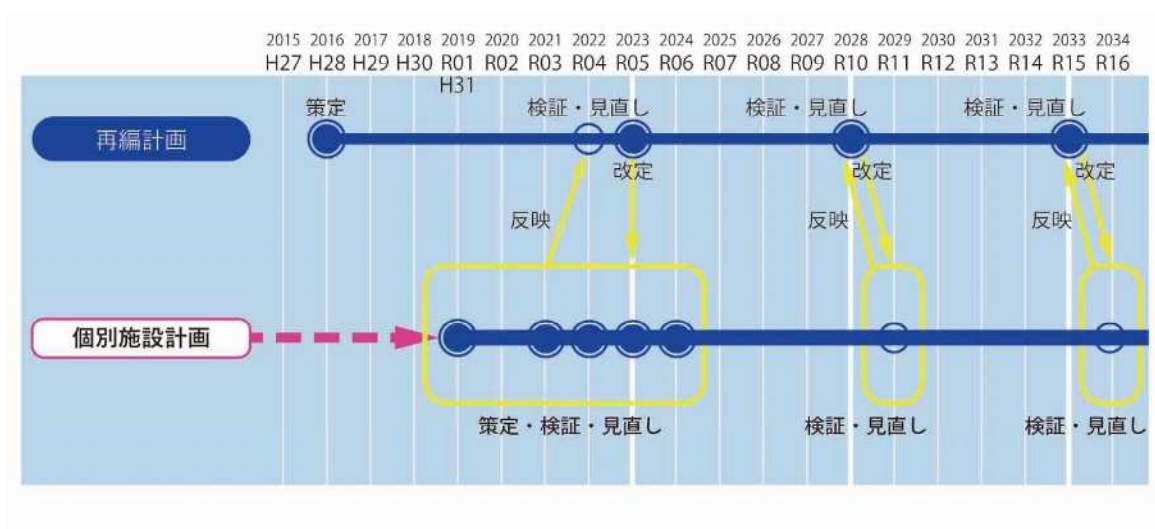 2015 2016 2017 2018 2019 2020 2021 2022 2023 2024 2025 2026 2027 2028 2029 2030 2031 2032 2033 2034
H27 H28 H29 H30 R01 R02 R03 R04 R05 R06 R07 R08 R09 R10 R11 R12 R13 R14 R15 R16
H31
策定 検証・見直し 検証・見直し 検証・見直し
再編計画
改定 改定 改定
反映 反映 反映
個別施設計画
策定・検証・見直し 検証・見直し 検証・見直し